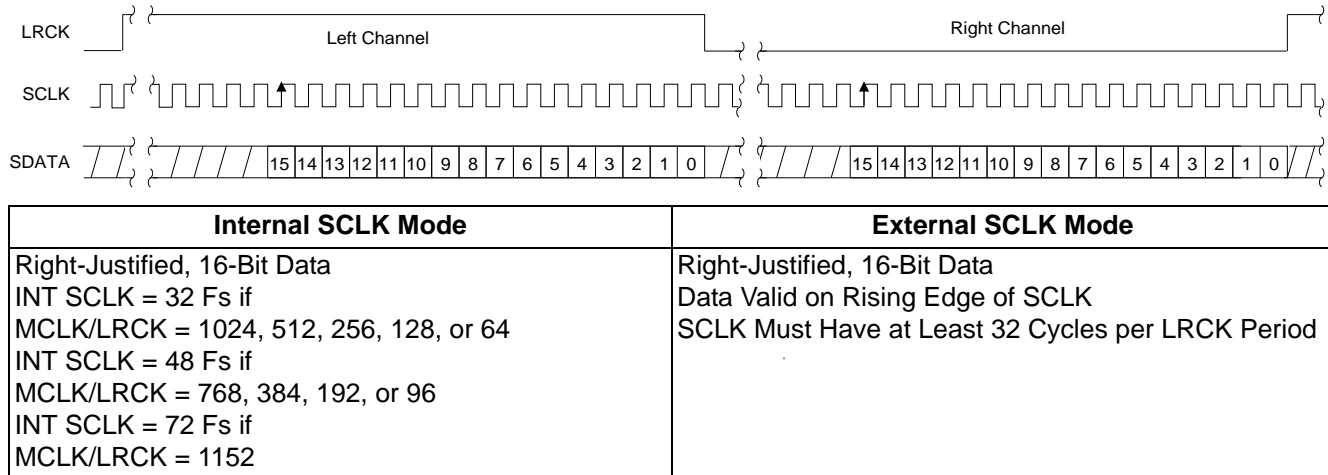 LRCK Left Channel Right Channel
SCLK
SDATA 15 14 13 12 11 10 9 8 7 6 5 4 3 2 1 0 15 14 13 12 11 10 9 8 7 6 5 4 3 2 1 0
Internal SCLK Mode External SCLK Mode
Right-Justified, 16-Bit Data Right-Justified, 16-Bit Data
INT SCLK = 32 Fs if Data Valid on Rising Edge of SCLK
MCLK/LRCK = 1024, 512, 256, 128, or 64 SCLK Must Have at Least 32 Cycles per LRCK Period
INT SCLK = 48 Fs if
MCLK/LRCK = 768, 384, 192, or 96
INT SCLK = 72 Fs if
MCLK/LRCK = 1152